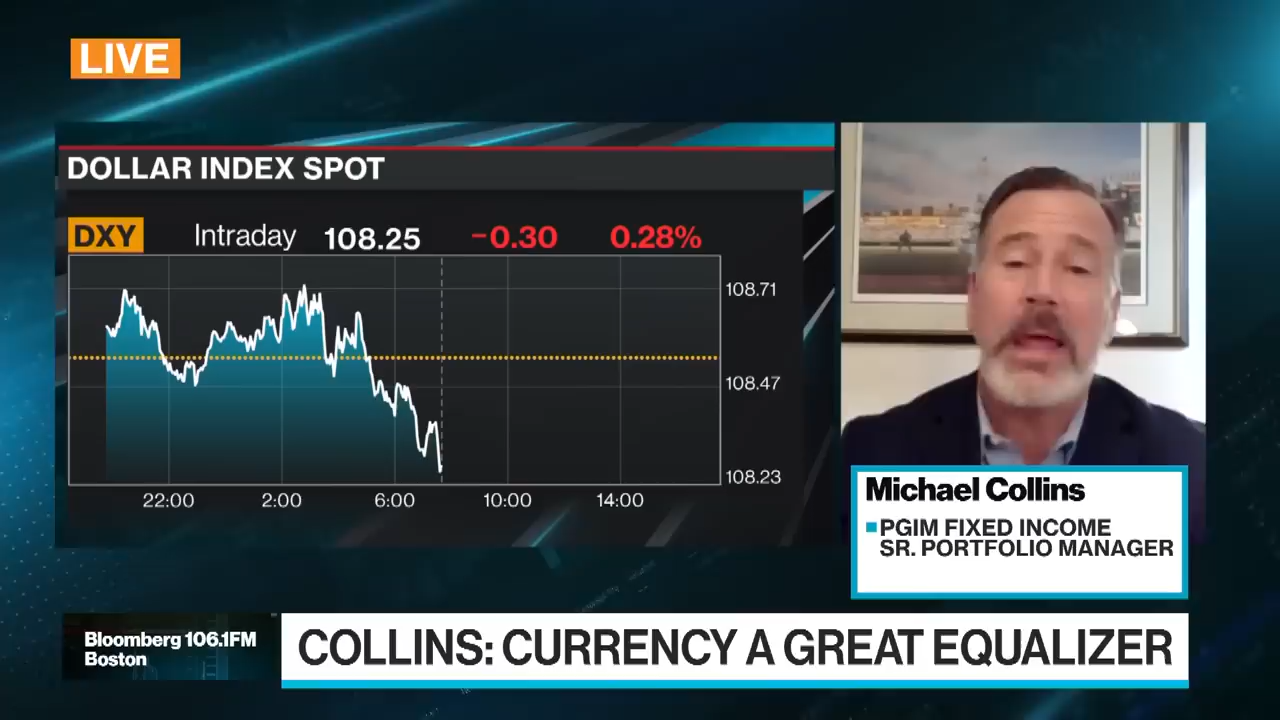 LIVE
DOLLAR INDEX SPOT
DXY Intraday 108.25 −0.30 0.28%
108.71
108.47
108.23
22:00 2:00 6:00 10:00 14:00
Michael Collins
PGIM FIXED INCOME
SR. PORTFOLIO MANAGER
Bloomberg 106.1FM
Boston
COLLINS: CURRENCY A GREAT EQUALIZER